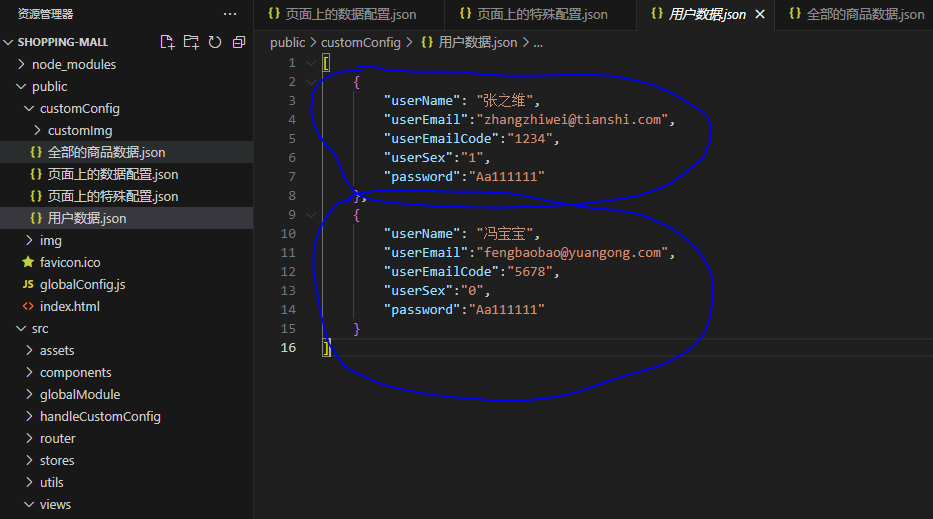 资源管理器 ···
SHOPPING-MALL
node_modules
public
customConfig
customImg
{} 全部的商品数据.json
{} 页面上的数据配置.json
{} 页面上的特殊配置.json
{} 用户数据.json
img
favicon.ico
JS globalConfig.js
<> index.html
src
assets
components
globalModule
handleCustomConfig
router
stores
utils
views
{} 页面上的数据配置.json {} 页面上的特殊配置.json {} 用户数据.json × {} 全部的商品数据.json
public > customConfig > {} 用户数据.json > ...
1 [
2 {
3 "userName": "张之维",
4 "userEmail":"zhangzhiwei@tianshi.com",
5 "userEmailCode":"1234",
6 "userSex":"1",
7 "password":"Aa111111"
8 },
9 {
10 "userName": "冯宝宝",
11 "userEmail":"fengbaobao@yuangong.com",
12 "userEmailCode":"5678",
13 "userSex":"0",
14 "password":"Aa111111"
15 }
16 ]